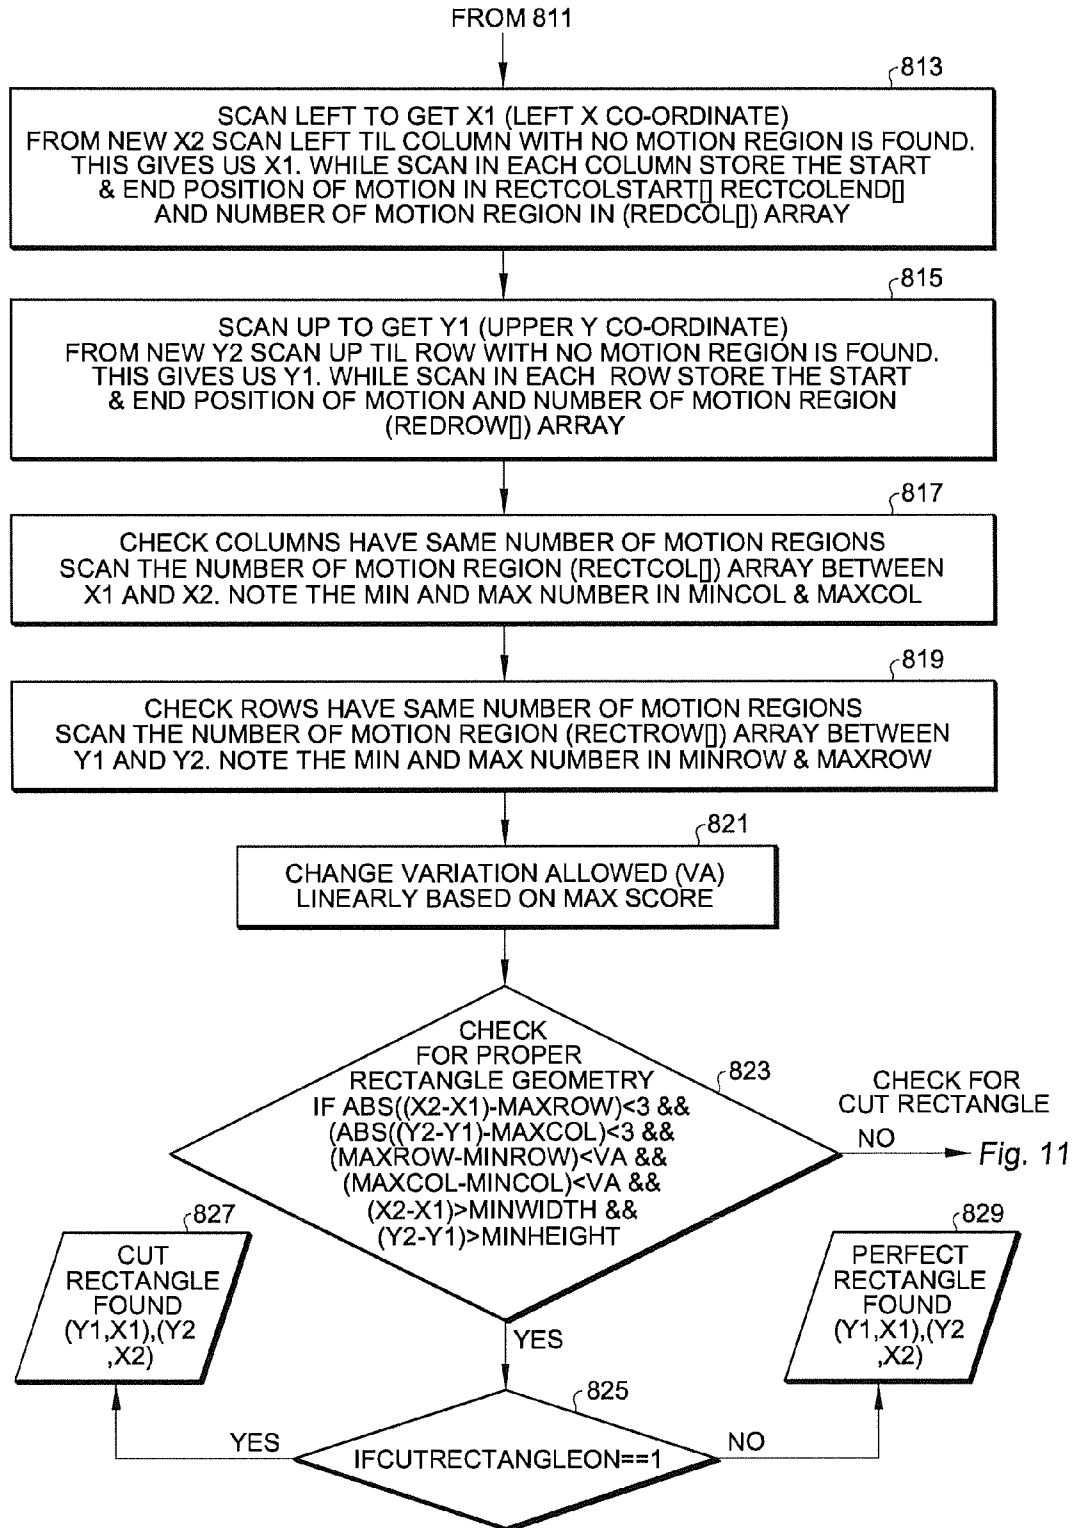 FROM 811
813
SCAN LEFT TO GET X1 (LEFT X CO-ORDINATE)
FROM NEW X2 SCAN LEFT TIL COLUMN WITH NO MOTION REGION IS FOUND.
THIS GIVES US X1. WHILE SCAN IN EACH COLUMN STORE THE START
& END POSITION OF MOTION IN RECTCOLSTART[] RECTCOLEND[]
AND NUMBER OF MOTION REGION IN (REDCOL[]) ARRAY
815
SCAN UP TO GET Y1 (UPPER Y CO-ORDINATE)
FROM NEW Y2 SCAN UP TIL ROW WITH NO MOTION REGION IS FOUND.
THIS GIVES US Y1. WHILE SCAN IN EACH ROW STORE THE START
& END POSITION OF MOTION AND NUMBER OF MOTION REGION
(REDROW[]) ARRAY
817
CHECK COLUMNS HAVE SAME NUMBER OF MOTION REGIONS
SCAN THE NUMBER OF MOTION REGION (RECTCOL[]) ARRAY BETWEEN
X1 AND X2. NOTE THE MIN AND MAX NUMBER IN MINCOL & MAXCOL
819
CHECK ROWS HAVE SAME NUMBER OF MOTION REGIONS
SCAN THE NUMBER OF MOTION REGION (RECTROW[]) ARRAY BETWEEN
Y1 AND Y2. NOTE THE MIN AND MAX NUMBER IN MINROW & MAXROW
821
CHANGE VARIATION ALLOWED (VA)
LINEARLY BASED ON MAX SCORE
823
CHECK
FOR PROPER
RECTANGLE GEOMETRY
IF ABS((X2-X1)-MAXROW)<3 &&
(ABS((Y2-Y1)-MAXCOL)<3 &&
(MAXROW-MINROW)<VA &&
(MAXCOL-MINCOL)<VA &&
(X2-X1)>MINWIDTH &&
(Y2-Y1)>MINHEIGHT
CHECK FOR
CUT RECTANGLE
NO
Fig. 11
827
CUT
RECTANGLE
FOUND
(Y1,X1),(Y2
,X2)
829
PERFECT
RECTANGLE
FOUND
(Y1,X1),(Y2
,X2)
YES
825
YES
IFCUTRECTANGLEON==1
NO